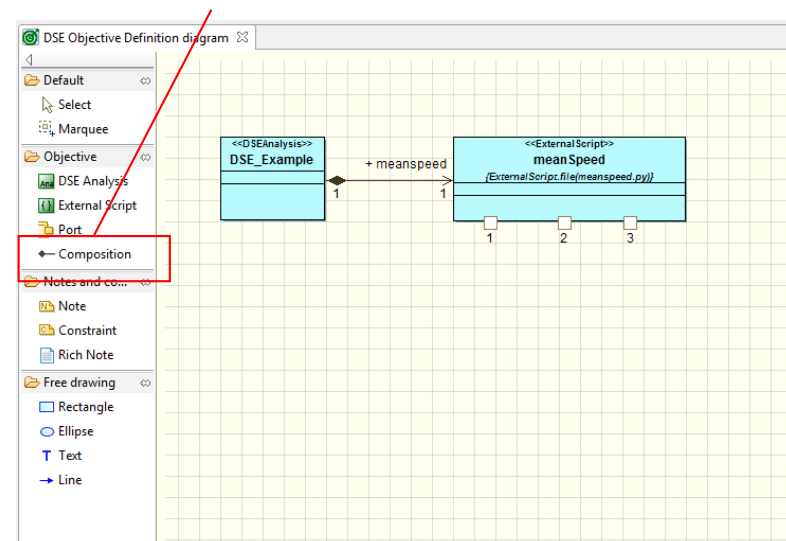 DSE Objective Definition diagram
Default
Select
Marquee
Objective
DSE Analysis
External Script
Port
Composition
Notes and co...
Note
Constraint
Rich Note
Free drawing
Rectangle
Ellipse
Text
Line
<<DSEAnalysis>>
DSE_Example
+ meanspeed
1
1
<<ExternalScript>>
meanSpeed
{ExternalScript.file(meanspeed.py)}
1 2 3